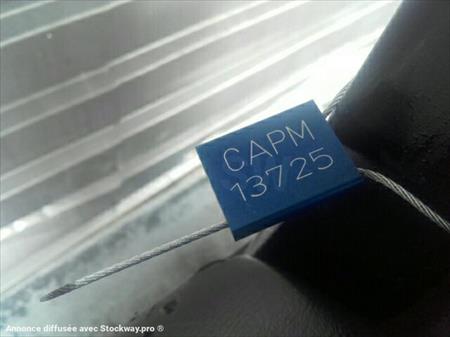 CAPM
13725
Annonce diffusée avec Stockway.pro ®